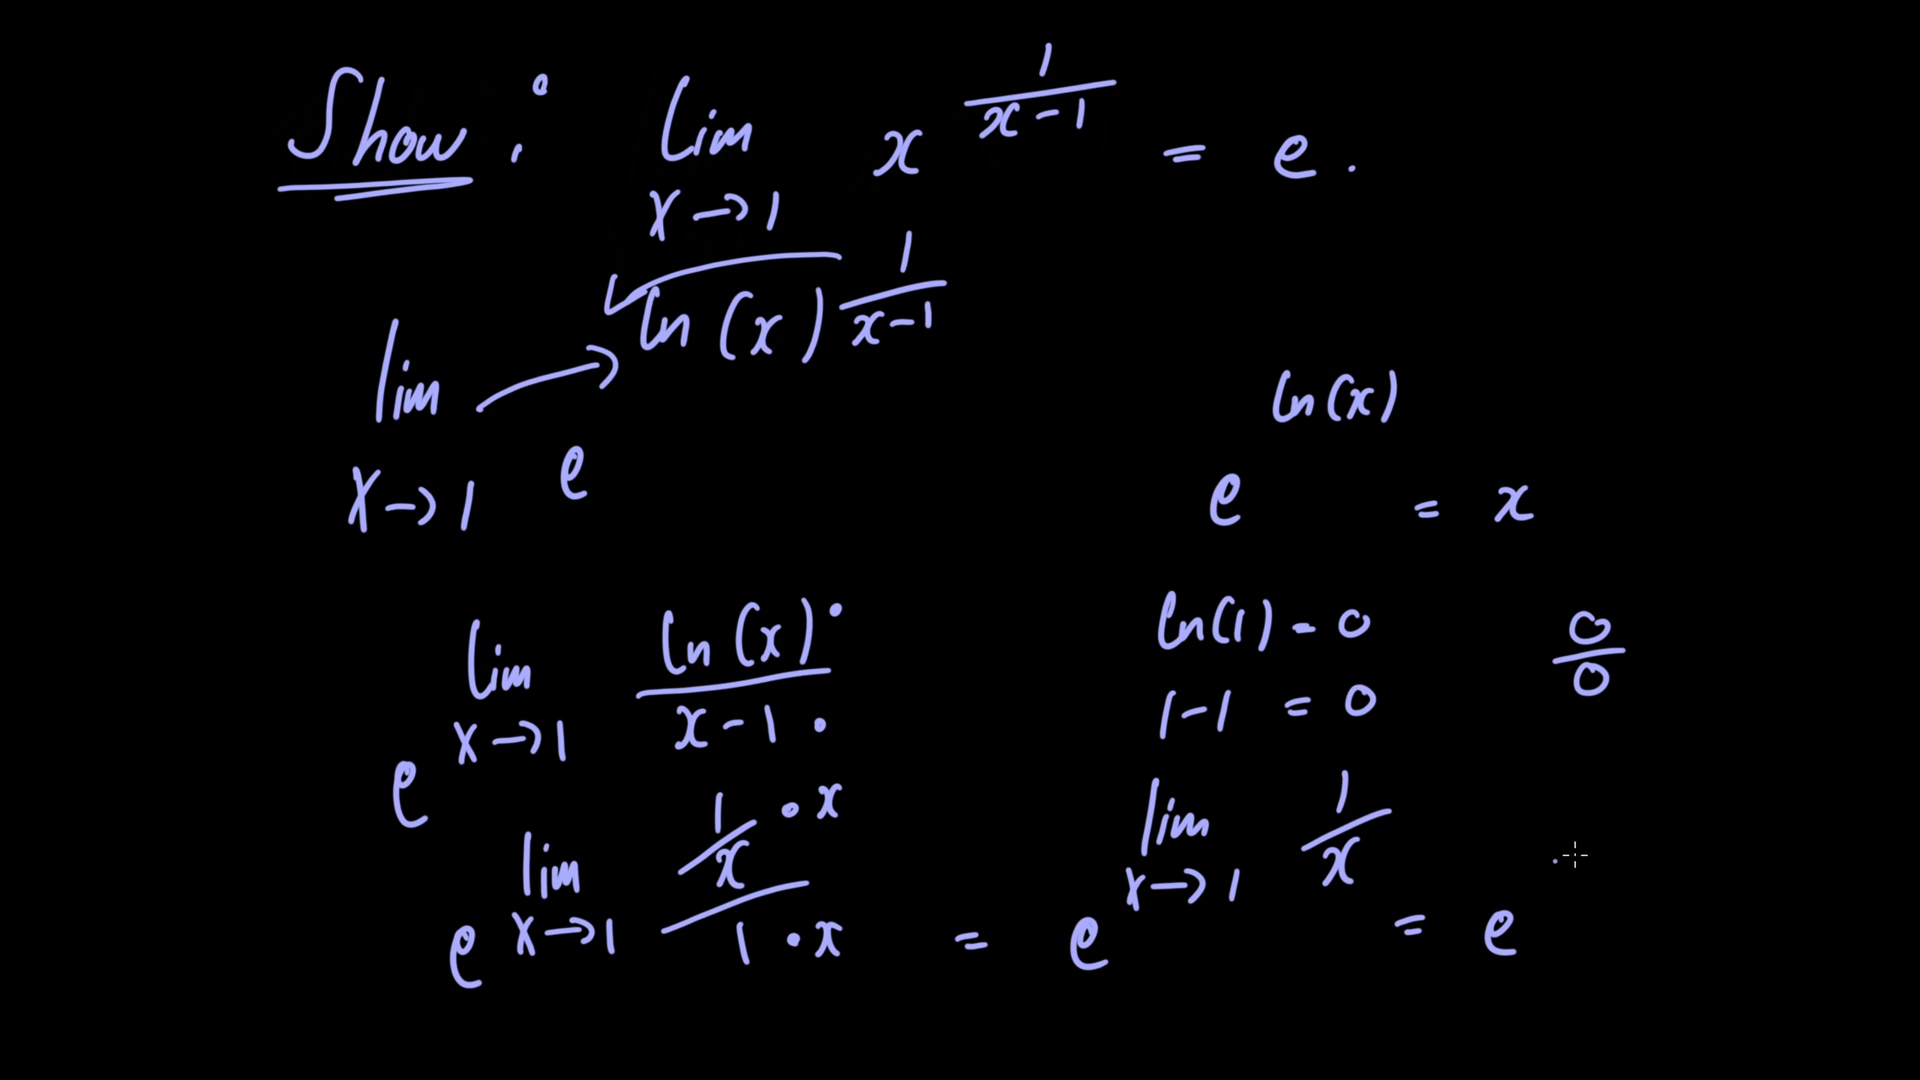 Show: lim x→1 x^(1/(x-1)) = e.
lim x→1 e^(ln(x)^(1/(x-1)))
e^(ln(x)) = x
e^(lim x→1 ln(x)/(x-1))
ln(1) = 0
0/0
1-1 = 0
e^(lim x→1 (1/x · x)/(1 · x)) = e^(lim x→1 1/x) = e